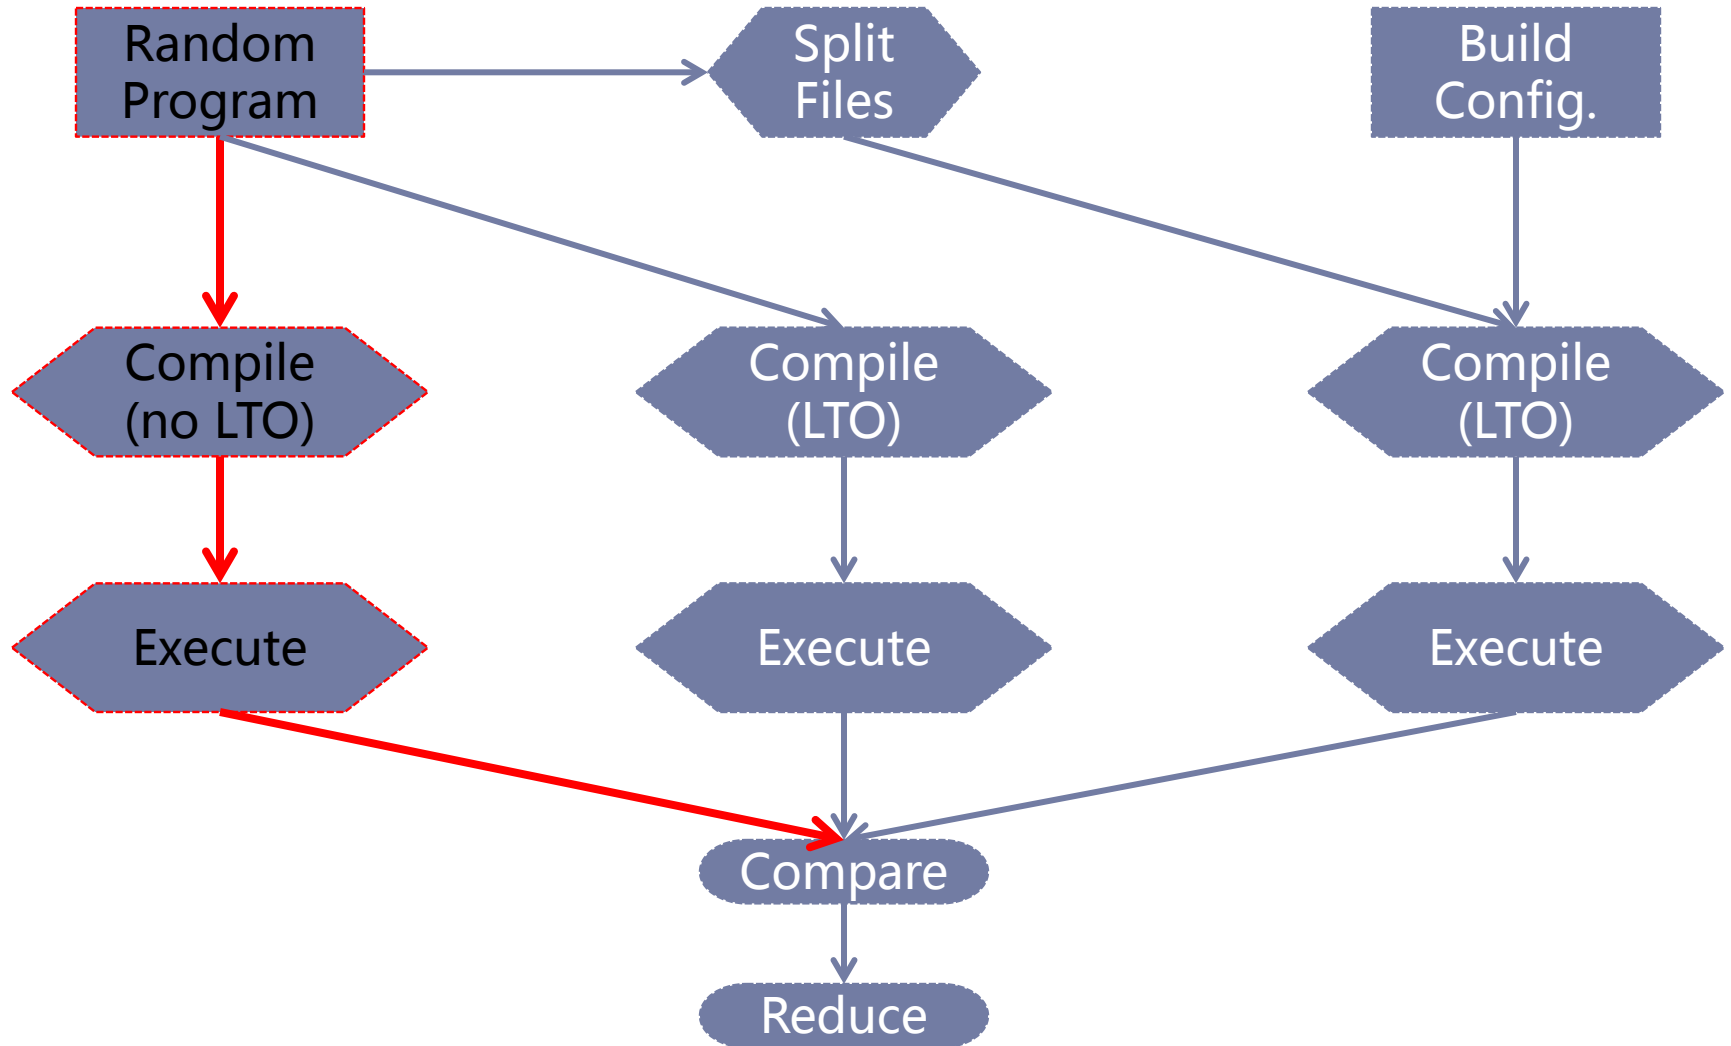 Random
Program
Split
Files
Build
Config.
Compile
(no LTO)
Compile
(LTO)
Compile
(LTO)
Execute
Execute
Execute
Compare
Reduce